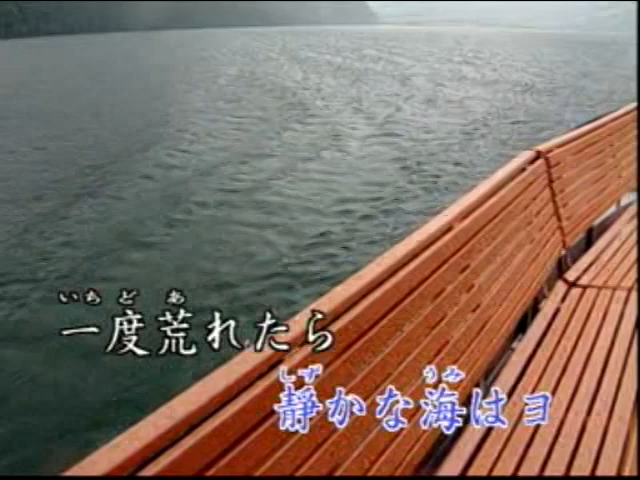 いちど あ
一度荒れたら
しず うみ
静かな海はヨ